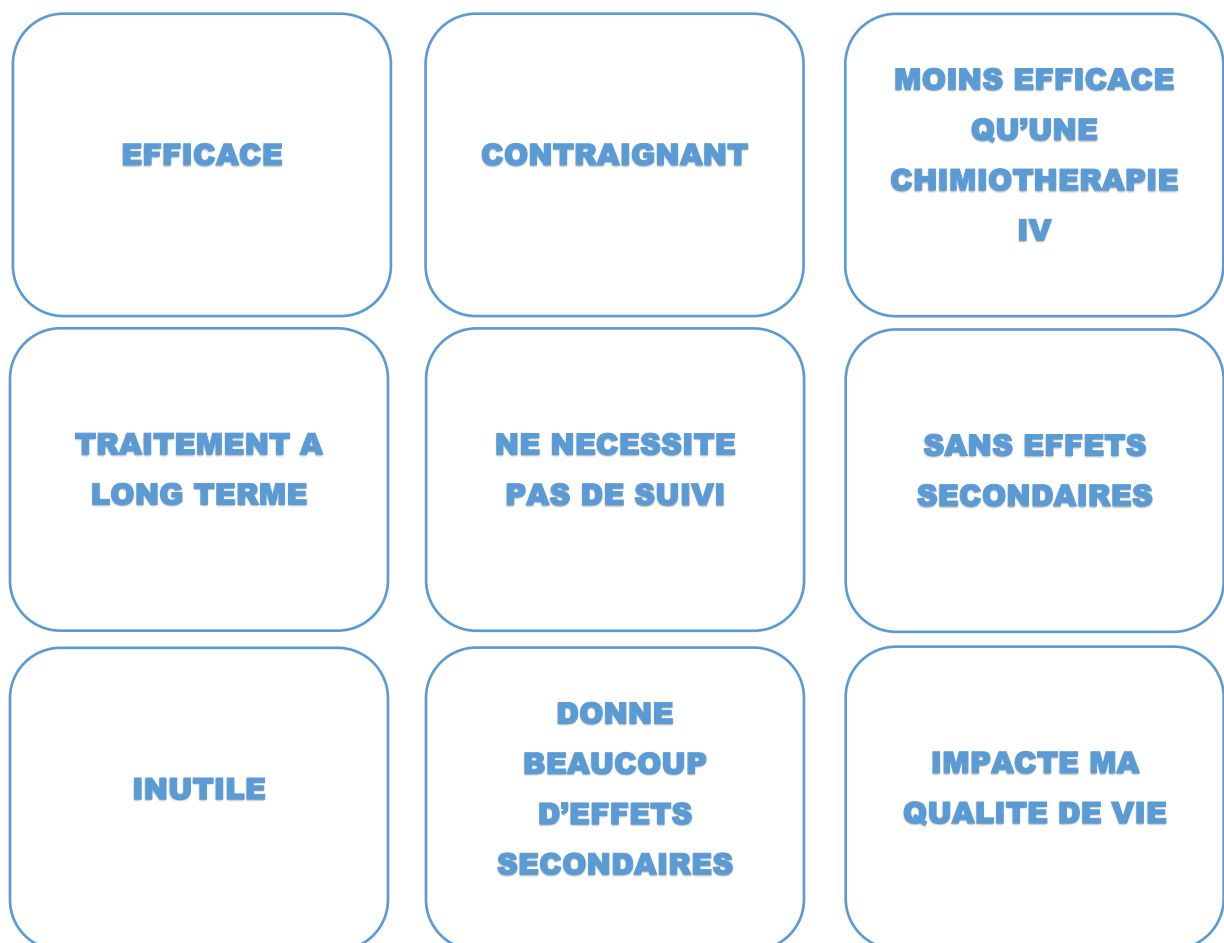 EFFICACE
CONTRAIGNANT
MOINS EFFICACE
QU’UNE
CHIMIOTHERAPIE
IV
TRAITEMENT A
LONG TERME
NE NECESSITE
PAS DE SUIVI
SANS EFFETS
SECONDAIRES
INUTILE
DONNE
BEAUCOUP
D’EFFETS
SECONDAIRES
IMPACTE MA
QUALITE DE VIE